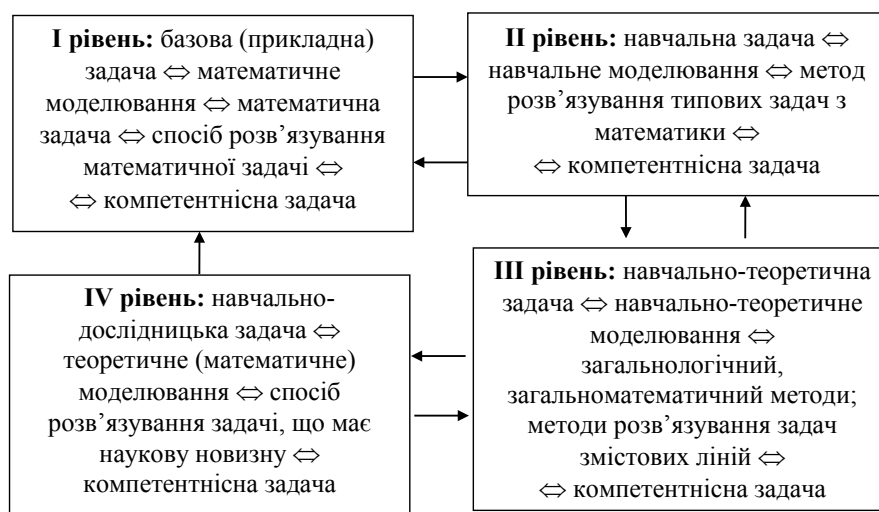 I рівень: базова (прикладна)
задача ⇔ математичне
моделювання ⇔ математична
задача ⇔ спосіб розв’язування
математичної задачі ⇔
⇔ компетентнісна задача
II рівень: навчальна задача ⇔
навчальне моделювання ⇔ метод
розв’язування типових задач з
математики ⇔
⇔ компетентнісна задача
III рівень: навчально-теоретична
задача ⇔ навчально-теоретичне
моделювання ⇔
загальнологічний,
загальноматематичний методи;
методи розв’язування задач
змістових ліній ⇔
⇔ компетентнісна задача
IV рівень: навчально-
дослідницька задача ⇔
теоретичне (математичне)
моделювання ⇔ спосіб
розв’язування задачі, що має
наукову новизну ⇔
компетентнісна задача